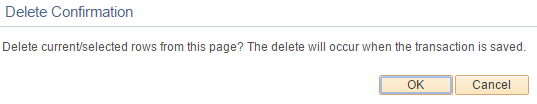 Delete Confirmation
Delete current/selected rows from this page? The delete will occur when the transaction is saved.
OK Cancel